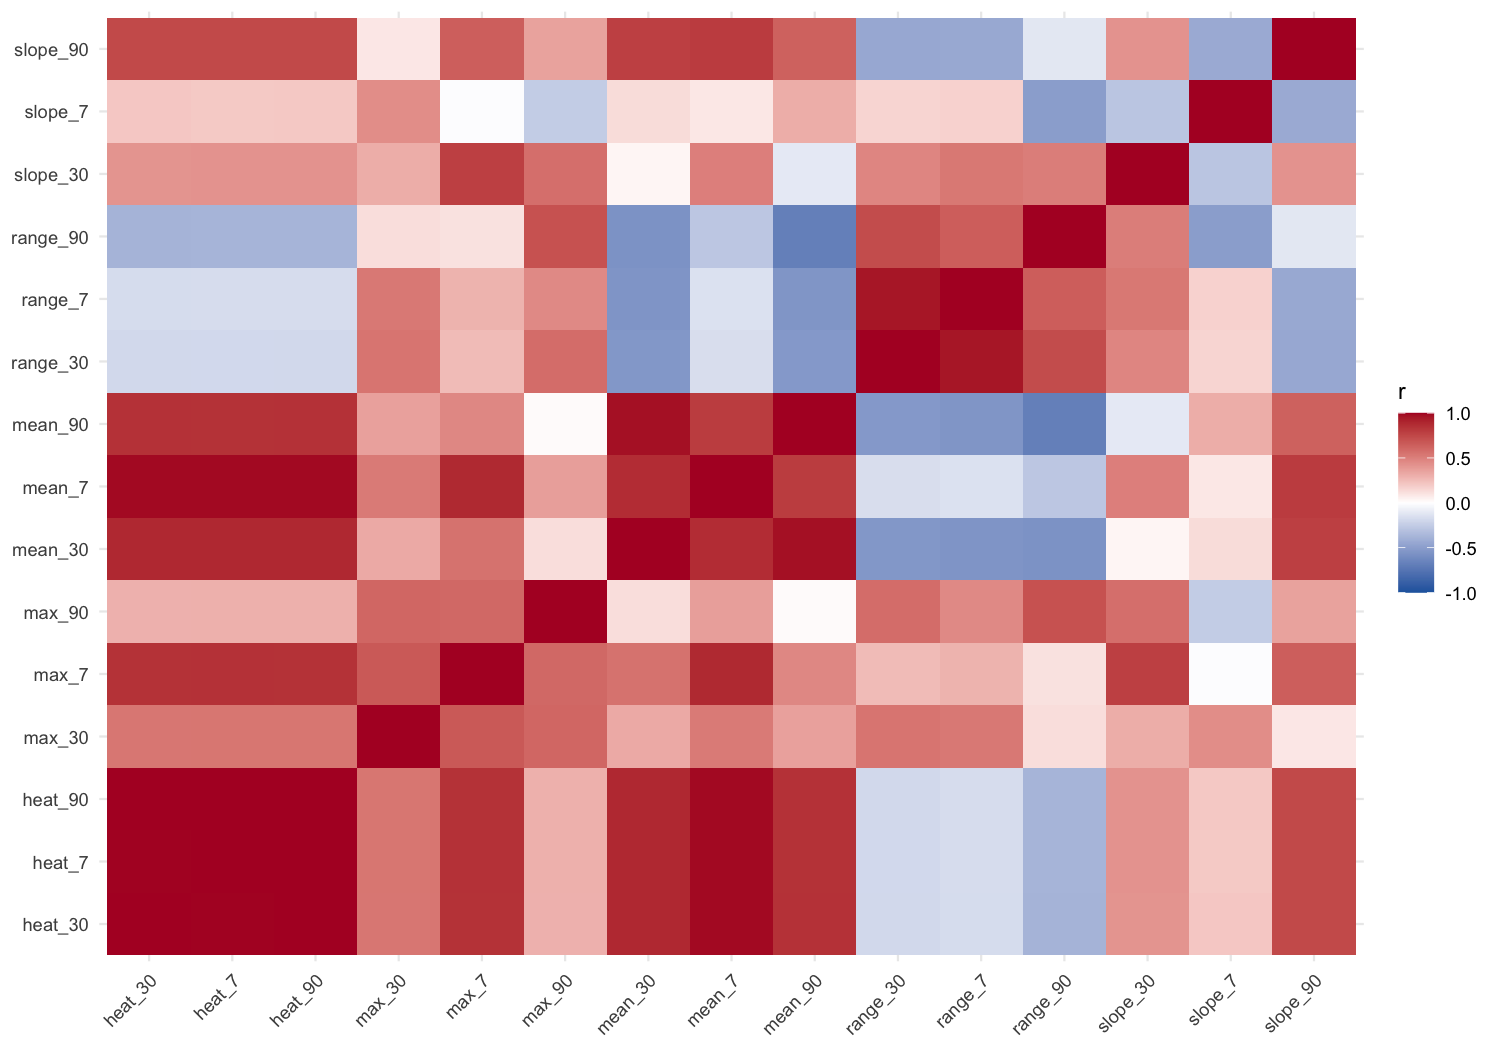 slope_90
slope_7
slope_30
range_90
range_7
range_30
mean_90
mean_7
mean_30
max_90
max_7
max_30
heat_90
heat_7
heat_30
heat_30
heat_7
heat_90
max_30
max_7
max_90
mean_30
mean_7
mean_90
range_30
range_7
range_90
slope_30
slope_7
slope_90
r
1.0
0.5
0.0
-0.5
-1.0